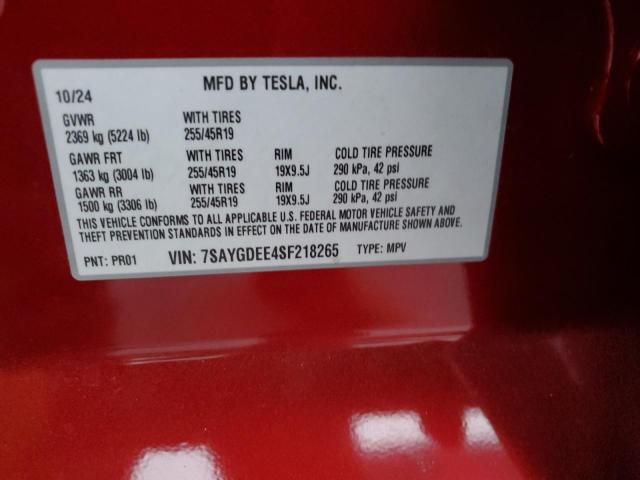 MFD BY TESLA, INC.
10/24
GVWR WITH TIRES
2369 kg (5224 lb) 255/45R19
GAWR FRT WITH TIRES RIM COLD TIRE PRESSURE
1363 kg (3004 lb) 255/45R19 19X9.5J 290 kPa, 42 psi
GAWR RR WITH TIRES RIM COLD TIRE PRESSURE
1500 kg (3306 lb) 255/45R19 19X9.5J 290 kPa, 42 psi
THIS VEHICLE CONFORMS TO ALL APPLICABLE U.S. FEDERAL MOTOR VEHICLE SAFETY AND
THEFT PREVENTION STANDARDS IN EFFECT ON THE DATE OF MANUFACTURE SHOWN ABOVE.
PNT: PR01 VIN: 7SAYGDEE4SF218265 TYPE: MPV